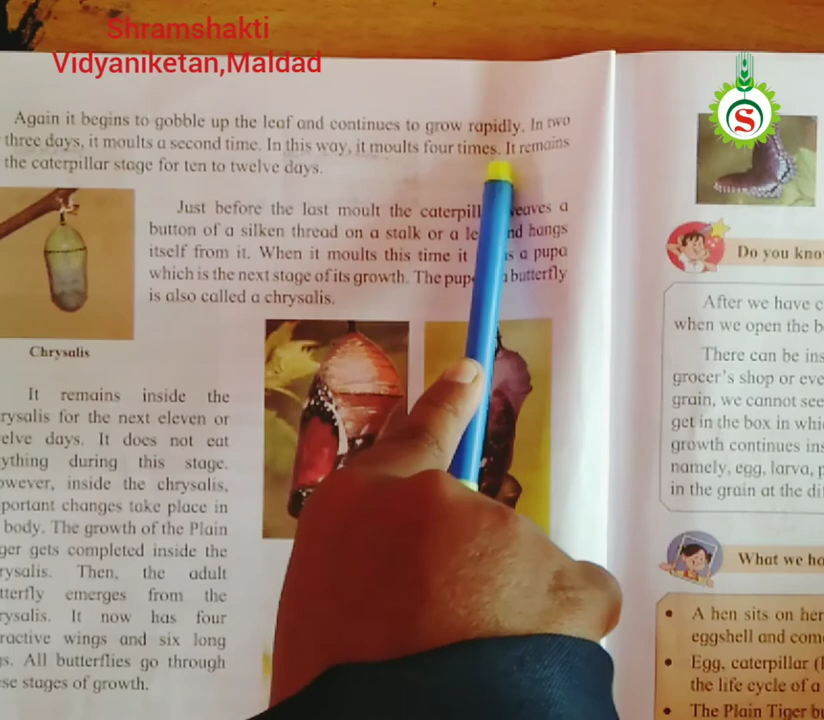 Shramshakti
Vidyaniketan,Maldad
S
Again it begins to gobble up the leaf and continues to grow rapidly. In two
three days, it moults a second time. In this way, it moults four times. It remains
the caterpillar stage for ten to twelve days.
Just before the last moult the caterpill weaves a
button of a silken thread on a stalk or a le nd hangs
itself from it. When it moults this time it s a pupa
which is the next stage of its growth. The pup a butterfly
is also called a chrysalis.
Chrysalis
It remains inside the
rysalis for the next eleven or
elve days. It does not eat
ything during this stage.
owever, inside the chrysalis,
portant changes take place in
body. The growth of the Plain
ger gets completed inside the
rysalis. Then, the adult
tterfly emerges from the
rysalis. It now has four
ractive wings and six long
s. All butterflies go through
ese stages of growth.
Do you kno
After we have c
when we open the b
There can be ins
grocer's shop or eve
grain, we cannot see
get in the box in whic
growth continues ins
namely, egg, larva, p
in the grain at the di
What we ha
• A hen sits on her
eggshell and com
• Egg, caterpillar (l
the life cycle of a
• The Plain Tiger bu